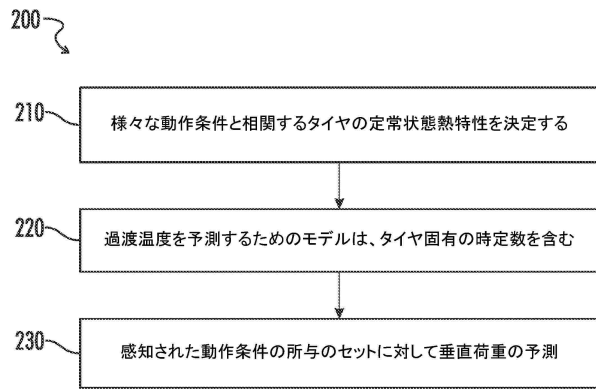 200
210
様々な動作条件と相関するタイヤの定常状態熱特性を決定する
220
過渡温度を予測するためのモデルは、タイヤ固有の時定数を含む
230
感知された動作条件の所与のセットに対して垂直荷重の予測